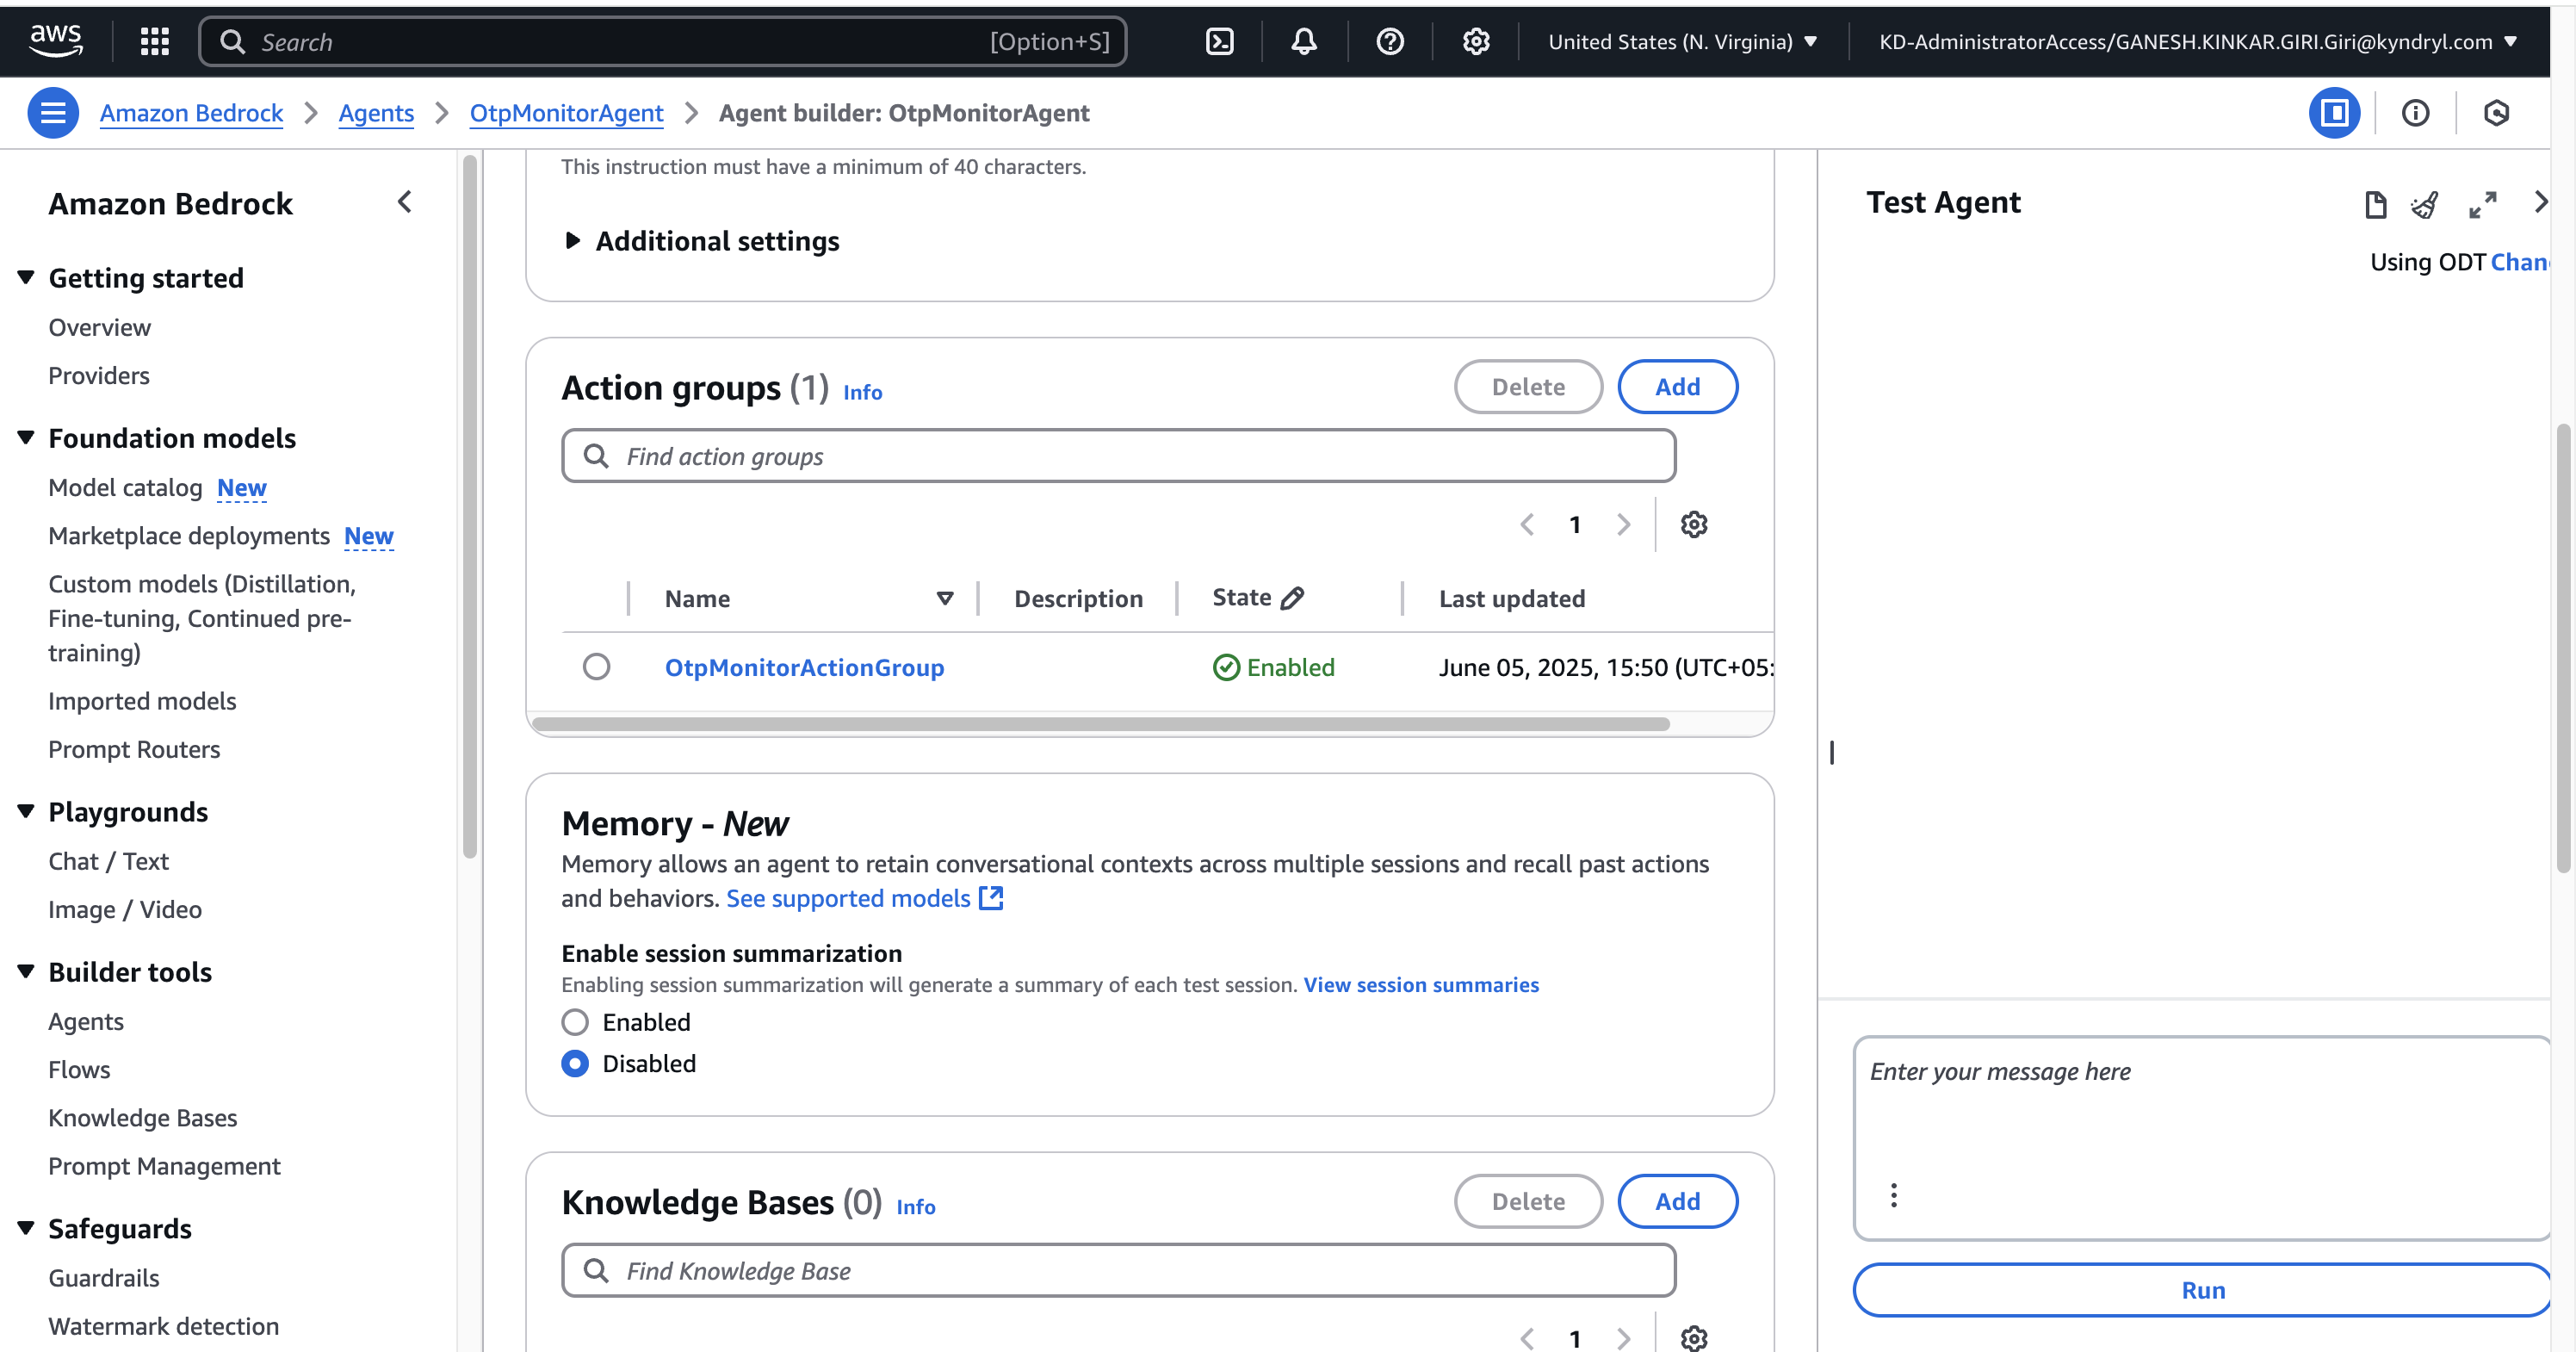 aws
Search
[Option+S]
United States (N. Virginia)
KD-AdministratorAccess/GANESH.KINKAR.GIRI.Giri@kyndryl.com
Amazon Bedrock
Agents
OtpMonitorAgent
Agent builder: OtpMonitorAgent
Amazon Bedrock
Getting started
Overview
Providers
Foundation models
Model catalog New
Marketplace deployments New
Custom models (Distillation,
Fine-tuning, Continued pre-
training)
Imported models
Prompt Routers
Playgrounds
Chat / Text
Image / Video
Builder tools
Agents
Flows
Knowledge Bases
Prompt Management
Safeguards
Guardrails
Watermark detection
This instruction must have a minimum of 40 characters.
Additional settings
Action groups (1) Info
Delete
Add
Find action groups
1
Name
Description
State
Last updated
OtpMonitorActionGroup
Enabled
June 05, 2025, 15:50 (UTC+05:
Memory - New
Memory allows an agent to retain conversational contexts across multiple sessions and recall past actions
and behaviors. See supported models
Enable session summarization
Enabling session summarization will generate a summary of each test session. View session summaries
Enabled
Disabled
Knowledge Bases (0) Info
Delete
Add
Find Knowledge Base
1
Test Agent
Using ODT Chan
Enter your message here
Run